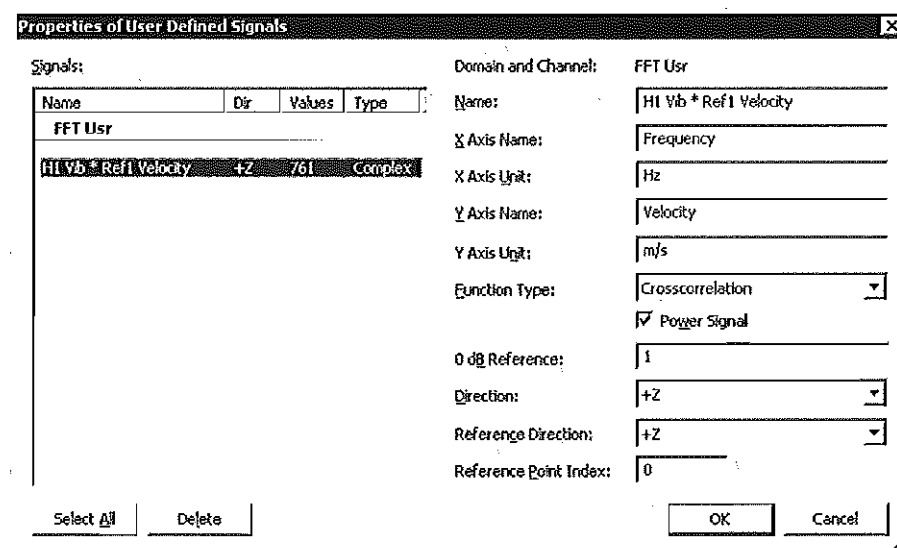 Properties of User Defined Signals
Signals:
Name Dir Values Type
FFT Usr
H1 Vib * Ref1 Velocity +Z 761 Complex
Domain and Channel: FFT Usr
Name: H1 Vib * Ref1 Velocity
X Axis Name: Frequency
X Axis Unit: Hz
Y Axis Name: Velocity
Y Axis Unit: m/s
Function Type: Crosscorrelation
Power Signal
0 dB Reference: 1
Direction: +Z
Reference Direction: +Z
Reference Point Index: 0
Select All Delete OK Cancel